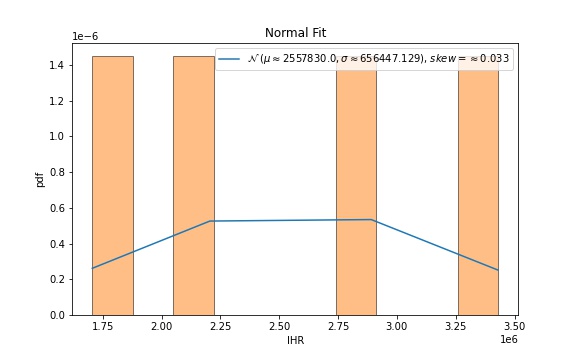 Normal Fit
1e−6
𝒩(μ≈2557830.0, σ≈656447.129), skew=≈0.033
1.4
1.2
1.0
0.8
0.6
0.4
0.2
0.0
pdf
1.75 2.00 2.25 2.50 2.75 3.00 3.25 3.50
IHR
1e6